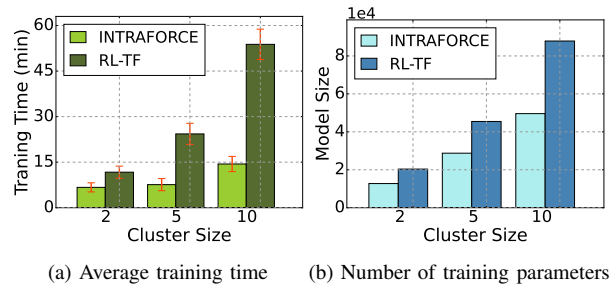 INTRAFORCE
RL-TF
Traning Time (min)
60
45
30
15
0
2 5 10
Cluster Size
(a) Average training time
1e4
INTRAFORCE
RL-TF
Model Size
8
6
4
2
0
2 5 10
Cluster Size
(b) Number of training parameters